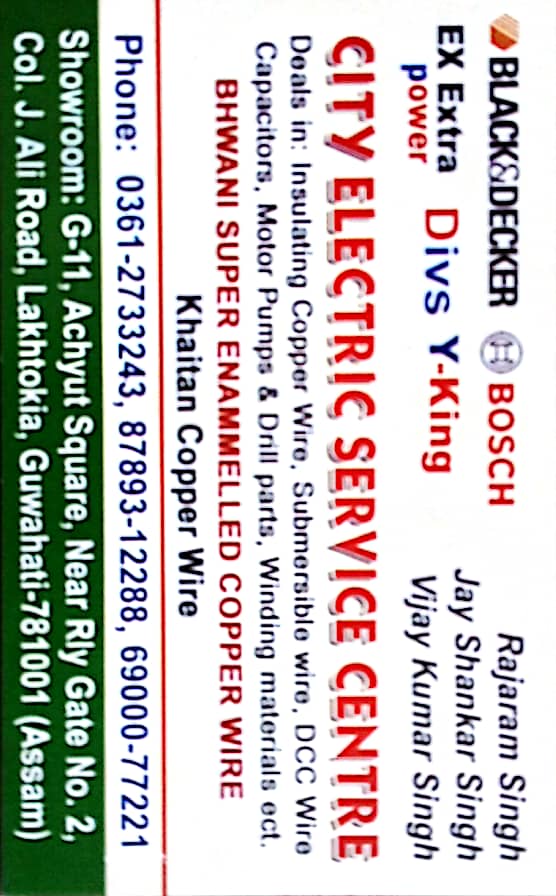 BLACK&DECKER BOSCH
EX Extra power Divs Y-King
Rajaram Singh
Jay Shankar Singh
Vijay Kumar Singh
CITY ELECTRIC SERVICE CENTRE
Deals in: Insulating Copper Wire, Submersible wire, DCC Wire
Capacitors, Motor Pumps & Drill parts, Winding materials ect.
BHWANI SUPER ENAMMELLED COPPER WIRE
Khaitan Copper Wire
Phone: 0361-2733243, 87893-12288, 69000-77221
Showroom: G-11, Achyut Square, Near Rly Gate No. 2,
Col. J. Ali Road, Lakhtokia, Guwahati-781001 (Assam)